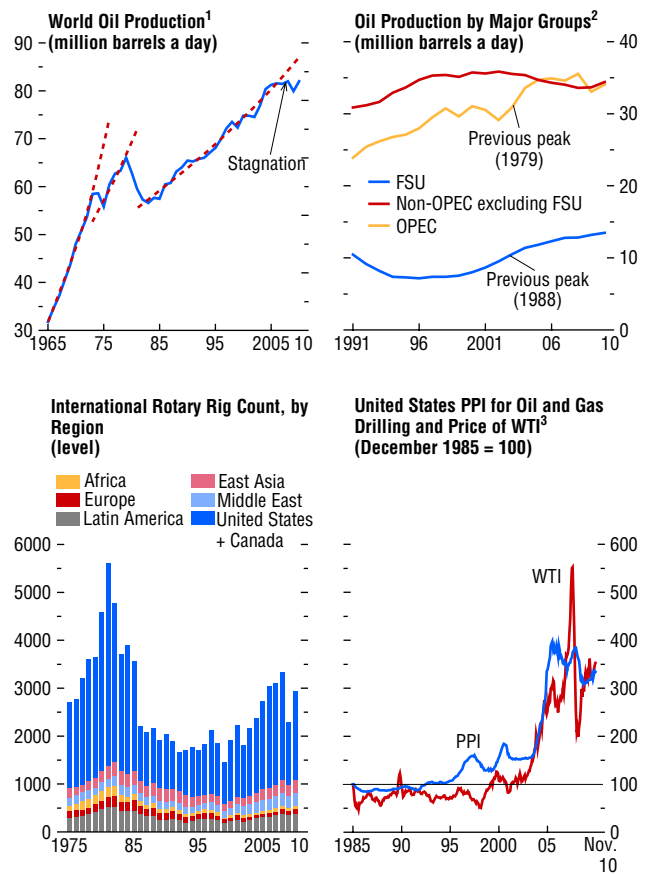 World Oil Production1
(million barrels a day)
90
80
70
60
50
40
30
Stagnation
1965
75
85
95
2005
10
Oil Production by Major Groups2
(million barrels a day)
40
30
20
10
0
Previous peak
(1979)
FSU
Non-OPEC excluding FSU
OPEC
Previous peak
(1988)
1991
96
2001
06
10
International Rotary Rig Count, by
Region
(level)
Africa
Europe
Latin America
East Asia
Middle East
United States
+ Canada
6000
5000
4000
3000
2000
1000
0
1975
85
95
05
10
United States PPI for Oil and Gas
Drilling and Price of WTI3
(December 1985 = 100)
600
500
400
300
200
100
0
WTI
PPI
1985
90
95
2000
05
Nov.
10